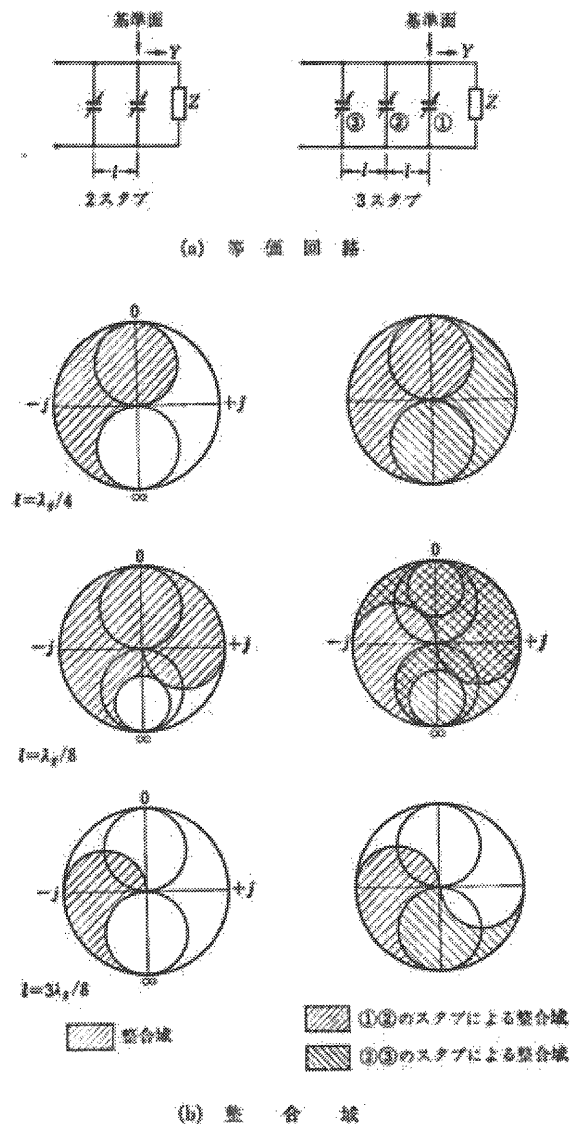 基準面 基準面
Y Y
Z ③ ② ① Z
l l l
2スタブ 3スタブ
(a) 等 価 回 路
0
-j +j
∞
l=λg/4
0 0
-j +j -j +j
∞ ∞
l=λg/8
0
-j +j
∞
l=3λg/8
整合域
①②のスタブによる整合域
②③のスタブによる整合域
(b) 整 合 域